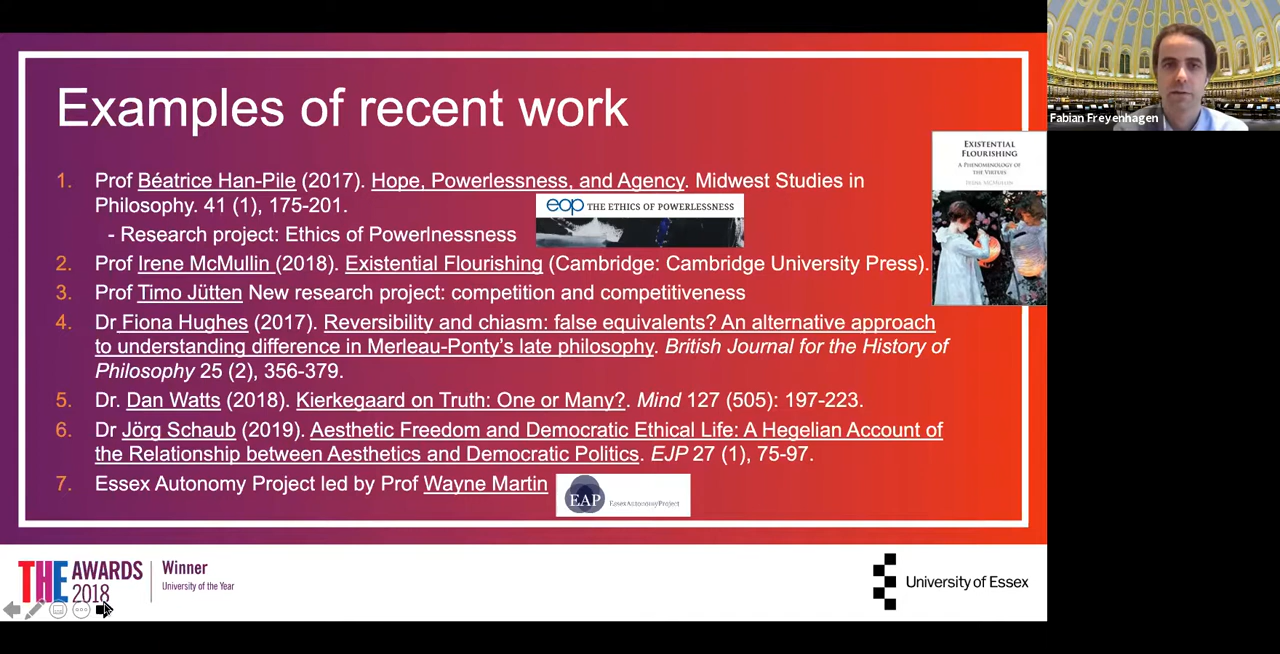 Examples of recent work
1. Prof Béatrice Han-Pile (2017). Hope, Powerlessness, and Agency. Midwest Studies in
Philosophy. 41 (1), 175-201.
eap THE ETHICS OF POWERLESSNESS
- Research project: Ethics of Powerlnessness
2. Prof Irene McMullin (2018). Existential Flourishing (Cambridge: Cambridge University Press).
3. Prof Timo Jütten New research project: competition and competitiveness
4. Dr Fiona Hughes (2017). Reversibility and chiasm: false equivalents? An alternative approach
to understanding difference in Merleau-Ponty's late philosophy. British Journal for the History of
Philosophy 25 (2), 356-379.
5. Dr. Dan Watts (2018). Kierkegaard on Truth: One or Many?. Mind 127 (505): 197-223.
6. Dr Jörg Schaub (2019). Aesthetic Freedom and Democratic Ethical Life: A Hegelian Account of
the Relationship between Aesthetics and Democratic Politics. EJP 27 (1), 75-97.
7. Essex Autonomy Project led by Prof Wayne Martin
EAP EssexAutonomyProject
EXISTENTIAL
FLOURISHING
A PHENOMENOLOGY OF
THE VIRTUES
IRENE MCMULLIN
Fabian Freyenhagen
THE AWARDS
2018
Winner
University of the Year
University of Essex